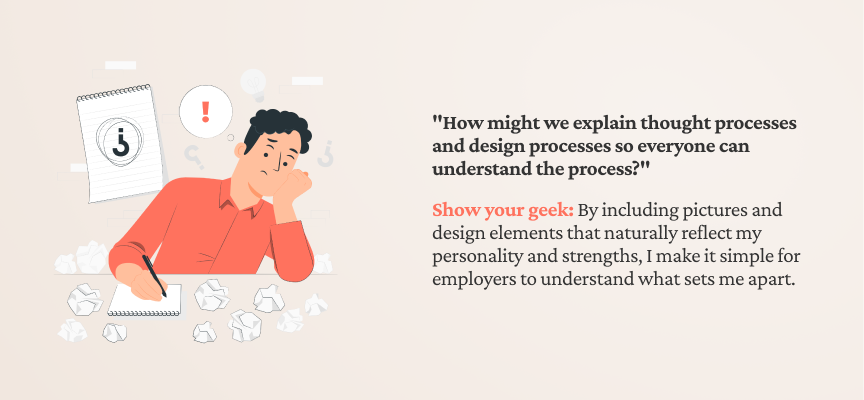 ¿
!
"How might we explain thought processes
and design processes so everyone can
understand the process?"
Show your geek: By including pictures and
design elements that naturally reflect my
personality and strengths, I make it simple for
employers to understand what sets me apart.